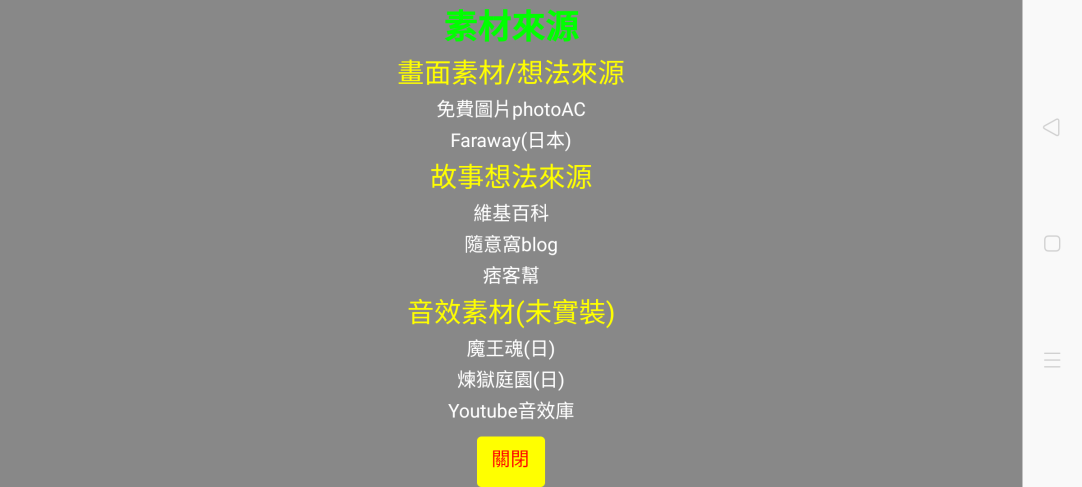 素材來源
畫面素材/想法來源
免費圖片photoAC
Faraway(日本)
故事想法來源
維基百科
隨意窩blog
痞客幫
音效素材(未實裝)
魔王魂(日)
煉獄庭園(日)
Youtube音效庫
關閉